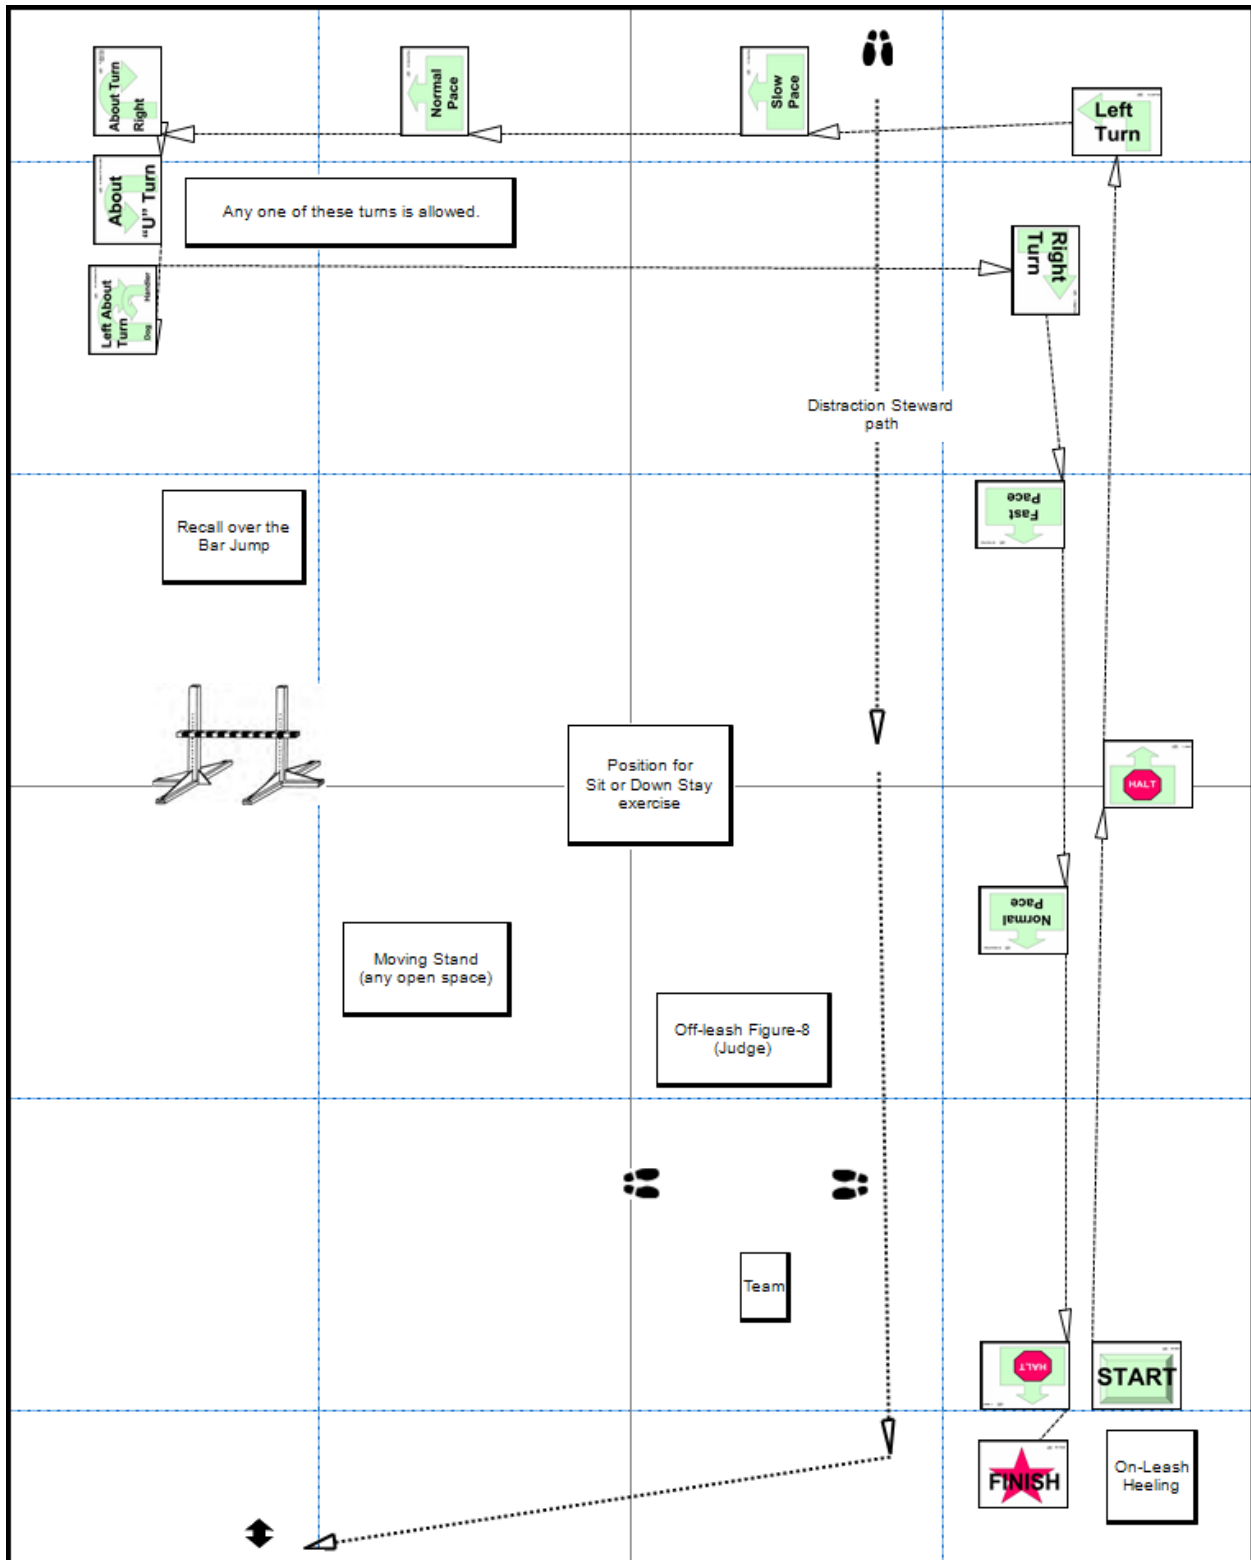 About Turn
Right
Normal
Pace
Slow
Pace
Left
Turn
About
"U" Turn
Any one of these turns is allowed.
Right
Turn
Left About
Turn
Handler
Dog
Distraction Steward
path
Fast
Pace
Recall over the
Bar Jump
Position for
Sit or Down Stay
exercise
HALT
Normal
Pace
Moving Stand
(any open space)
Off-leash Figure-8
(Judge)
Team
HALT
START
FINISH
On-Leash
Heeling